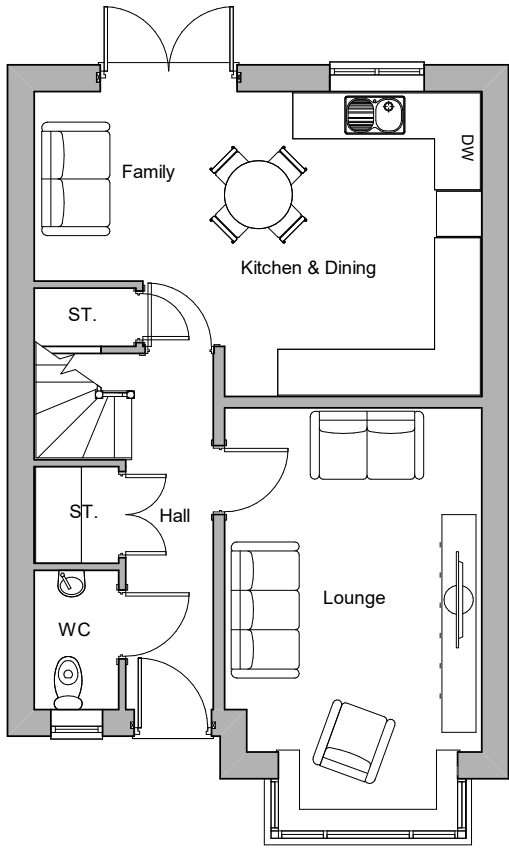 Family
DW
Kitchen & Dining
ST.
ST.
Hall
Lounge
WC